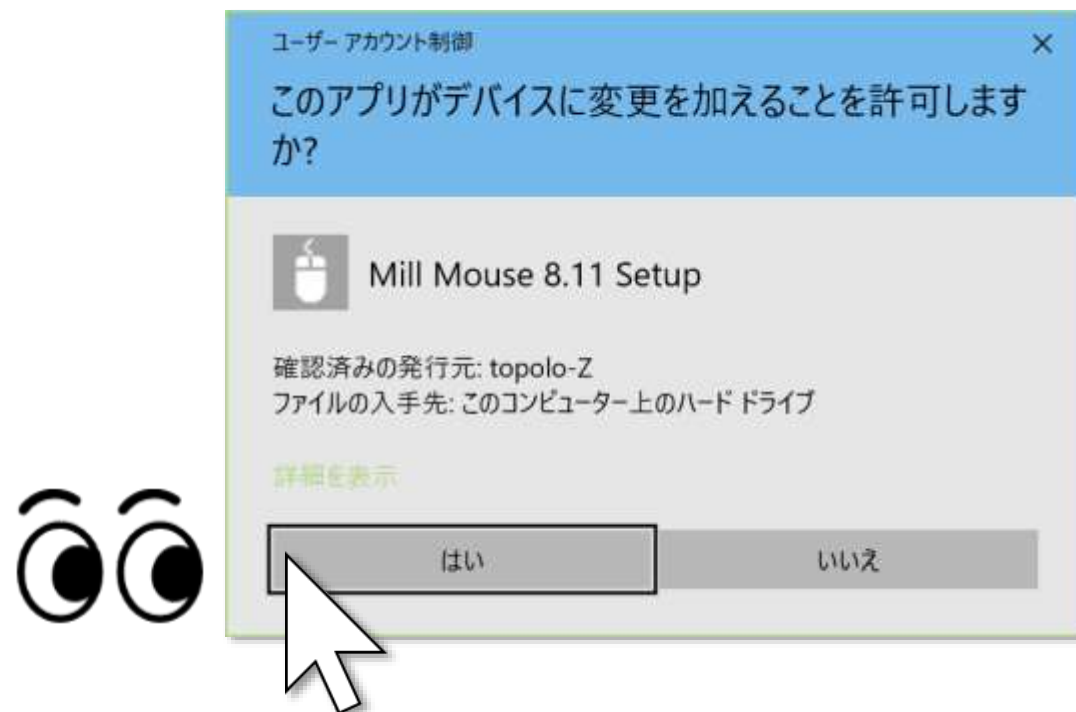 ユーザー アカウント制御
このアプリがデバイスに変更を加えることを許可します
か?
Mill Mouse 8.11 Setup
確認済みの発行元: topolo-Z
ファイルの入手先: このコンピューター上のハード ドライブ
詳細を表示
はい
いいえ